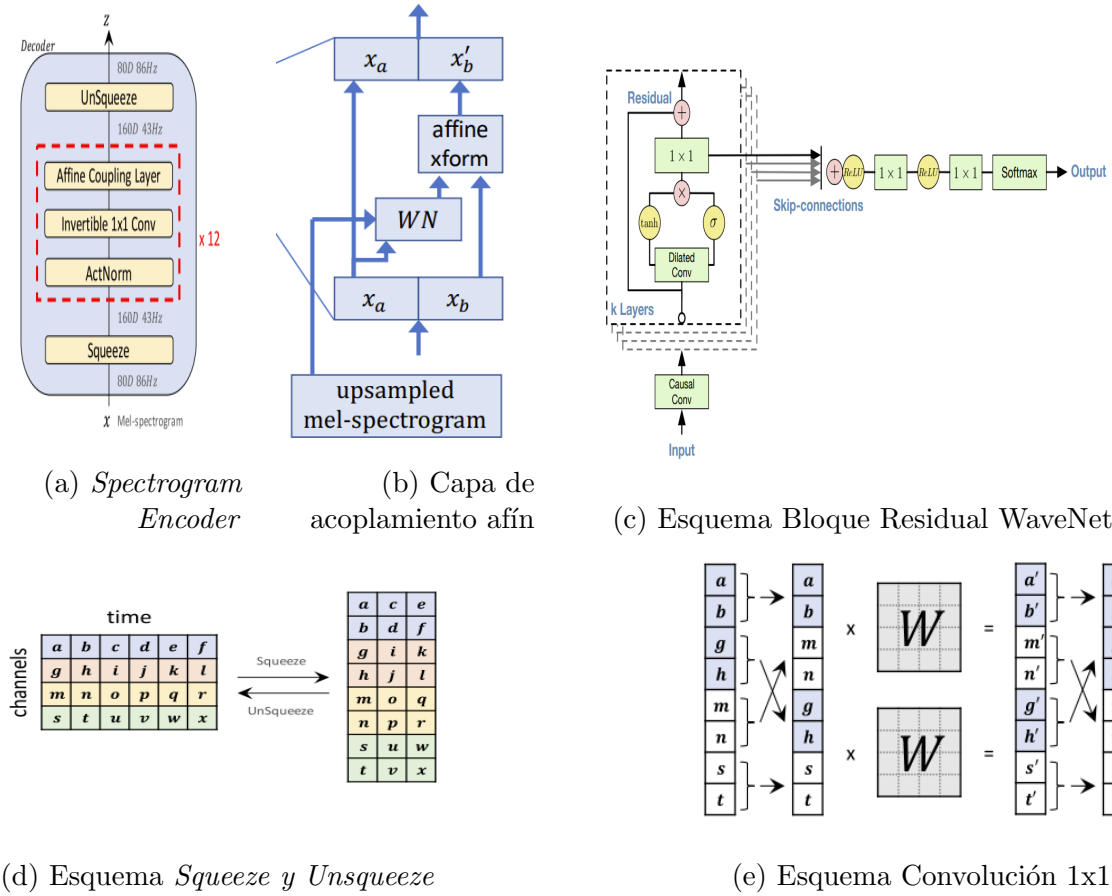 z
Decoder
80D 86Hz
UnSqueeze
160D 43Hz
Affine Coupling Layer
Invertible 1x1 Conv
x 12
ActNorm
160D 43Hz
Squeeze
80D 86Hz
x Mel-spectrogram
(a) Spectrogram
Encoder
x_a x_b'
affine
xform
WN
x_a x_b
upsampled
mel-spectrogram
(b) Capa de
acoplamiento afín
Residual
+
1 × 1
×
tanh σ
Dilated
Conv
k Layers
Causal
Conv
Input
Skip-connections
+ ReLU 1 × 1 ReLU 1 × 1 Softmax Output
(c) Esquema Bloque Residual WaveNet
time
channels
a b c d e f
g h i j k l
m n o p q r
s t u v w x
Squeeze
UnSqueeze
a c e
b d f
g i k
h j l
m o q
n p r
s u w
t v x
(d) Esquema Squeeze y Unsqueeze
a
b
g
h
m
n
s
t
a
b
m
n
g
h
s
t
x W =
x W =
a'
b'
m'
n'
g'
h'
s'
t'
(e) Esquema Convolución 1x1